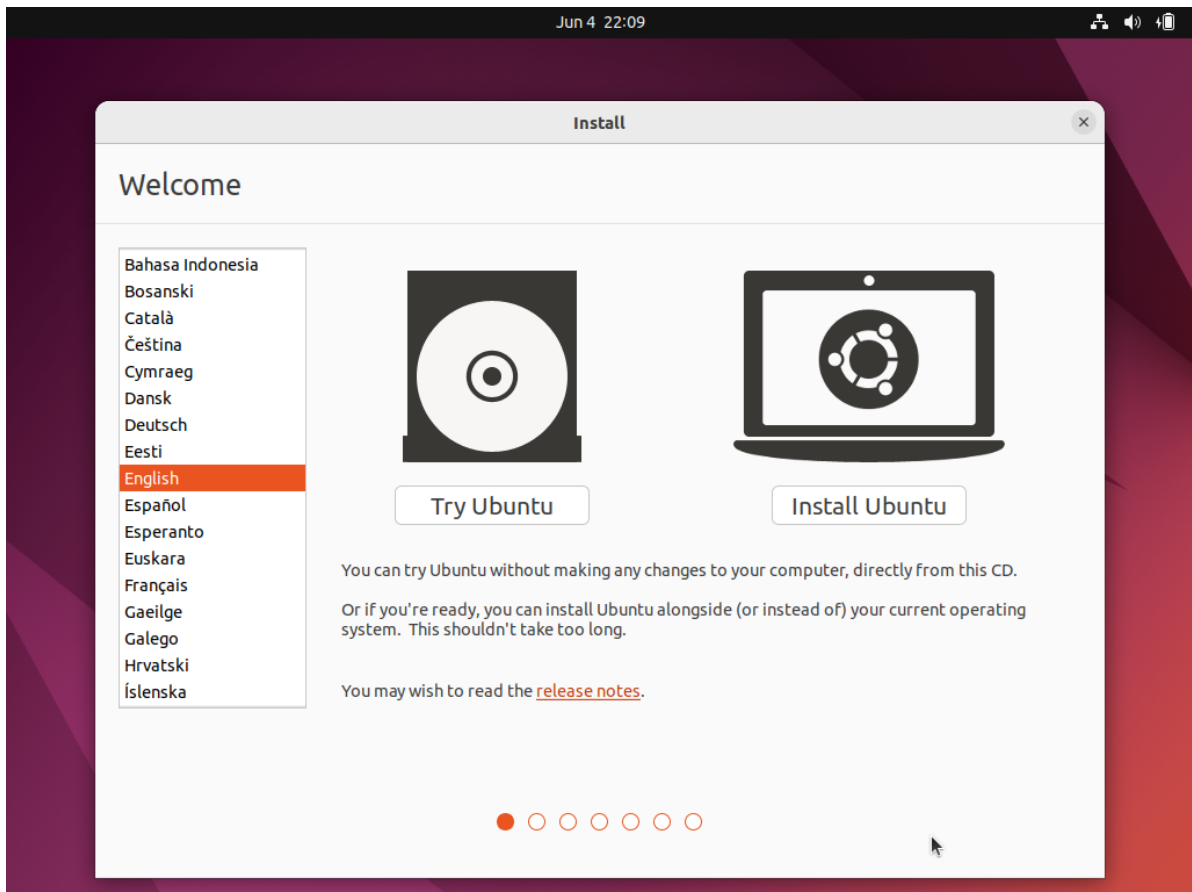 Jun 4 22:09
Install
Welcome
Bahasa Indonesia
Bosanski
Català
Čeština
Cymraeg
Dansk
Deutsch
Eesti
English
Español
Esperanto
Euskara
Français
Gaeilge
Galego
Hrvatski
Íslenska
Try Ubuntu
Install Ubuntu
You can try Ubuntu without making any changes to your computer, directly from this CD.
Or if you're ready, you can install Ubuntu alongside (or instead of) your current operating
system. This shouldn't take too long.
You may wish to read the release notes.